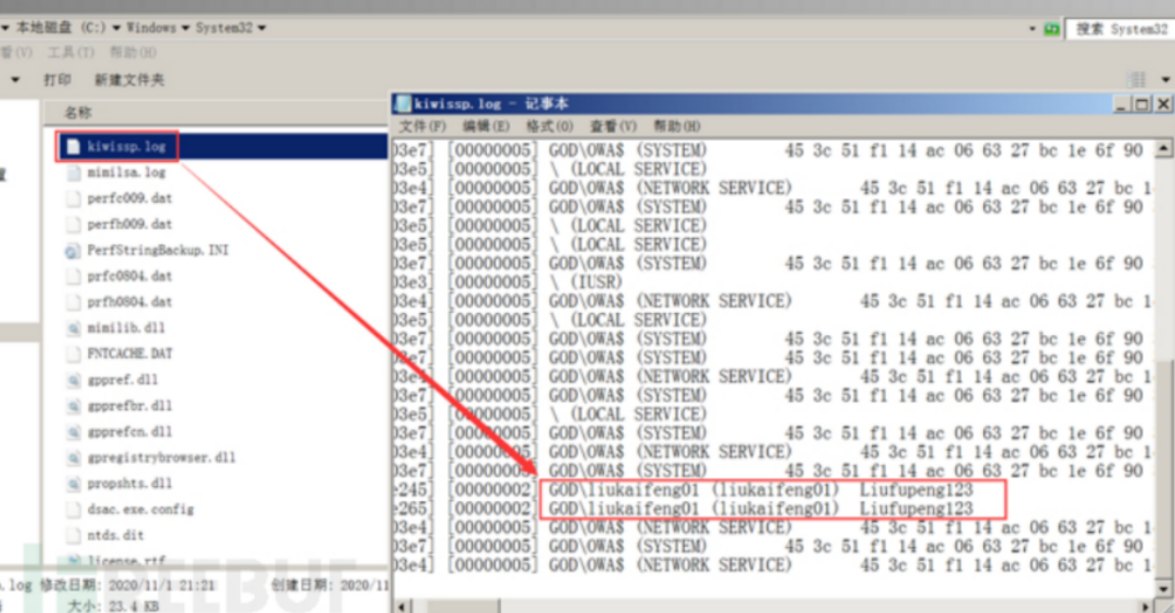 本地磁盘 (C:) ▾ Windows ▾ System32 ▾
搜索 System32
看(V) 工具(T) 帮助(H)
打印 新建文件夹
名称
kiwissp.log
mimilsa.log
perfc009.dat
perfh009.dat
PerfStringBackup.INI
prfc0804.dat
prfh0804.dat
mimilib.dll
FNTCACHE.DAT
gppref.dll
gpprefbr.dll
gpprefcn.dll
gpregistrybrowser.dll
propshts.dll
dsac.exe.config
ntds.dit
license.rtf
.log 修改日期: 2020/11/1 21:21 创建日期: 2020/11
大小: 23.4 KB
kiwissp.log - 记事本
文件(F) 编辑(E) 格式(O) 查看(V) 帮助(H)
03e7] [00000005] GOD\OWA$ (SYSTEM) 45 3c 51 f1 14 ac 06 63 27 bc 1e 6f 90
03e5] [00000005] \ (LOCAL SERVICE)
03e4] [00000005] GOD\OWA$ (NETWORK SERVICE) 45 3c 51 f1 14 ac 06 63 27 bc 1
03e7] [00000005] GOD\OWA$ (SYSTEM) 45 3c 51 f1 14 ac 06 63 27 bc 1e 6f 90
03e5] [00000005] \ (LOCAL SERVICE)
03e5] [00000005] \ (LOCAL SERVICE)
03e7] [00000005] GOD\OWA$ (SYSTEM) 45 3c 51 f1 14 ac 06 63 27 bc 1e 6f 90
03e3] [00000005] \ (IUSR)
03e4] [00000005] GOD\OWA$ (NETWORK SERVICE) 45 3c 51 f1 14 ac 06 63 27 bc 1
03e5] [00000005] \ (LOCAL SERVICE)
03e7] [00000005] GOD\OWA$ (SYSTEM) 45 3c 51 f1 14 ac 06 63 27 bc 1e 6f 90
03e7] [00000005] GOD\OWA$ (SYSTEM) 45 3c 51 f1 14 ac 06 63 27 bc 1e 6f 90
03e4] [00000005] GOD\OWA$ (NETWORK SERVICE) 45 3c 51 f1 14 ac 06 63 27 bc 1
03e7] [00000005] GOD\OWA$ (SYSTEM) 45 3c 51 f1 14 ac 06 63 27 bc 1e 6f 90
03e5] [00000005] \ (LOCAL SERVICE)
03e7] [00000005] GOD\OWA$ (SYSTEM) 45 3c 51 f1 14 ac 06 63 27 bc 1e 6f 90
03e4] [00000005] GOD\OWA$ (NETWORK SERVICE) 45 3c 51 f1 14 ac 06 63 27 bc 1
03e7] [00000005] GOD\OWA$ (SYSTEM) 45 3c 51 f1 14 ac 06 63 27 bc 1e 6f 90
e245] [00000002] GOD\liukaifeng01 (liukaifeng01) Liufupeng123
e265] [00000002] GOD\liukaifeng01 (liukaifeng01) Liufupeng123
03e4] [00000005] GOD\OWA$ (NETWORK SERVICE) 45 3c 51 f1 14 ac 06 63 27 bc 1
03e7] [00000005] GOD\OWA$ (SYSTEM) 45 3c 51 f1 14 ac 06 63 27 bc 1e 6f 90
03e4] [00000005] GOD\OWA$ (NETWORK SERVICE) 45 3c 51 f1 14 ac 06 63 27 bc 1